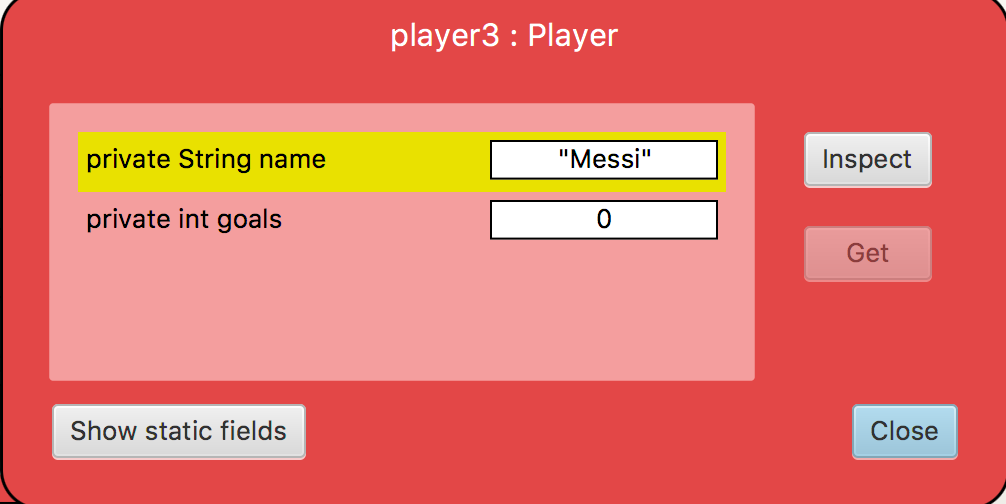 player3 : Player
private String name "Messi"
Inspect
private int goals 0
Get
Show static fields
Close